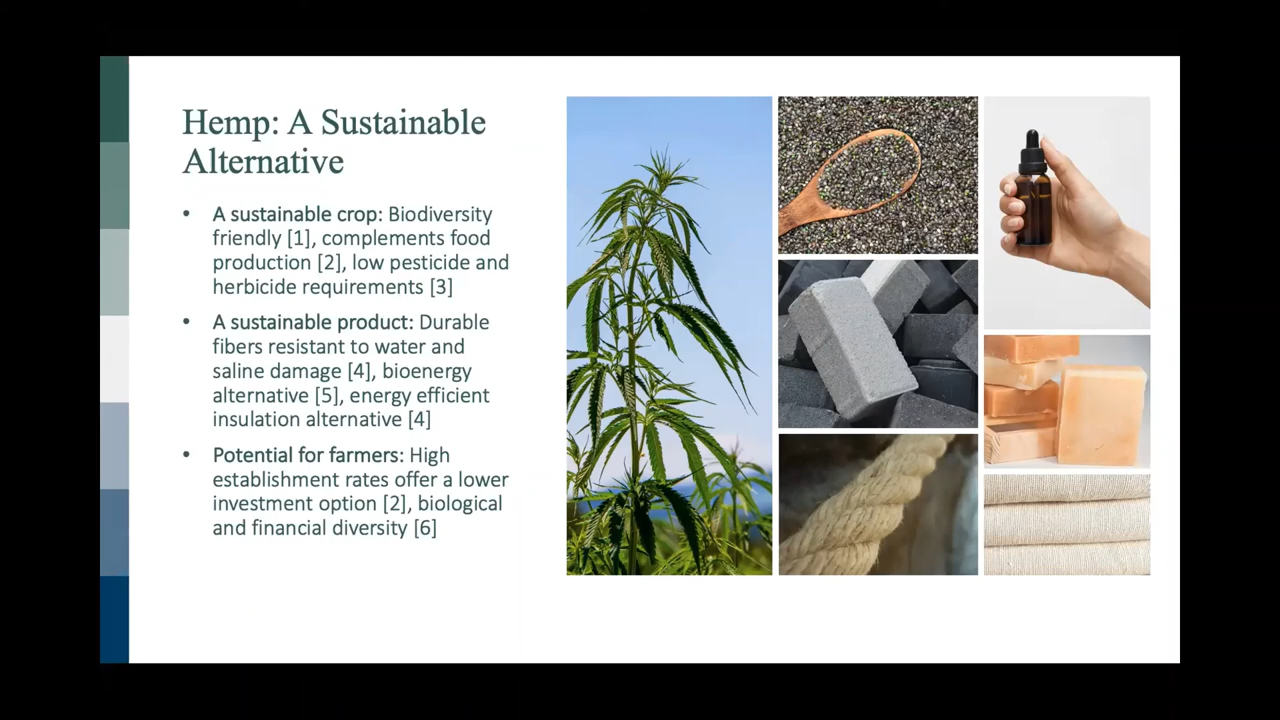 Hemp: A Sustainable
Alternative
• A sustainable crop: Biodiversity
friendly [1], complements food
production [2], low pesticide and
herbicide requirements [3]
• A sustainable product: Durable
fibers resistant to water and
saline damage [4], bioenergy
alternative [5], energy efficient
insulation alternative [4]
• Potential for farmers: High
establishment rates offer a lower
investment option [2], biological
and financial diversity [6]